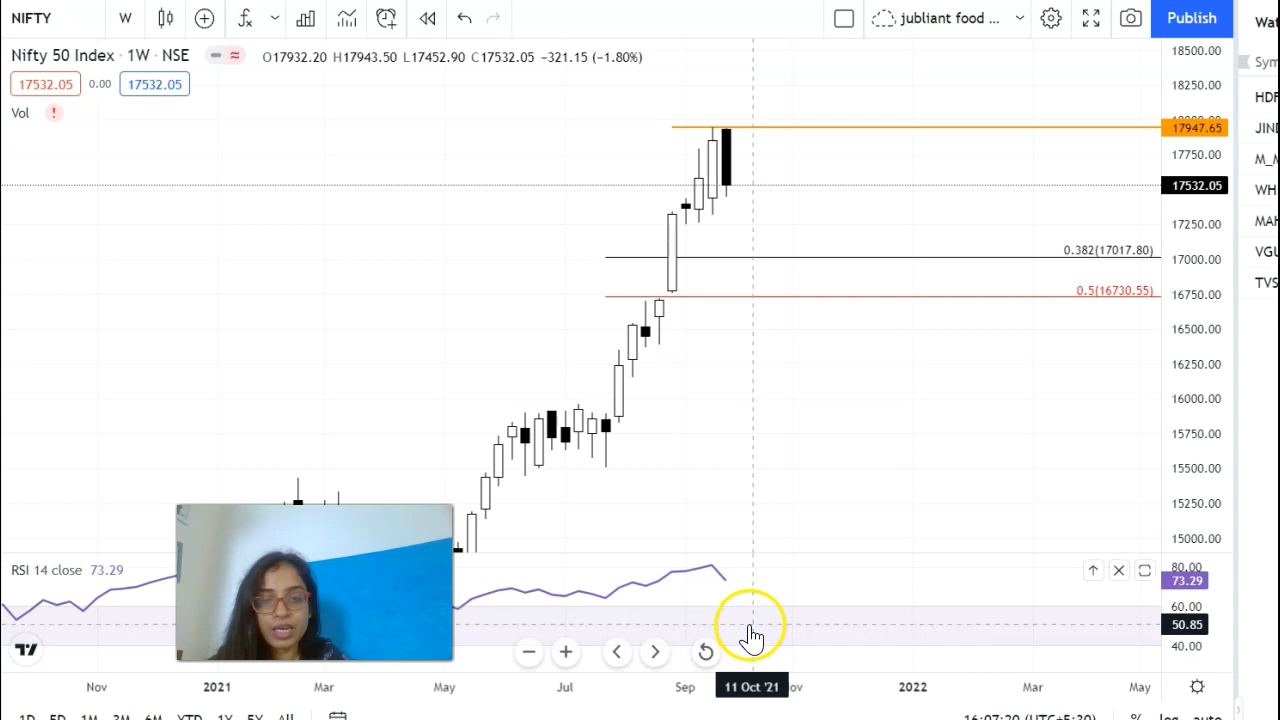 NIFTY W jubliant food ... Publish Wat
Nifty 50 Index · 1W · NSE O17932.20 H17943.50 L17452.90 C17532.05 −321.15 (−1.80%)
Sym
17532.05 0.00 17532.05
Vol !
18500.00
18250.00
17947.65
17750.00
17532.05
17250.00
0.382(17017.80) 17000.00
0.5(16730.55) 16750.00
16500.00
16250.00
16000.00
15750.00
15500.00
15250.00
15000.00
HDF
JIND
M_M
WH
MAH
VGU
TVS
RSI 14 close 73.29
80.00
73.29
60.00
50.85
40.00
Nov 2021 Mar May Jul Sep 11 Oct '21 ov 2022 Mar May
1D 5D 1M 3M 6M YTD 1Y 5Y All 16:07:20 (UTC+5:30) % log auto